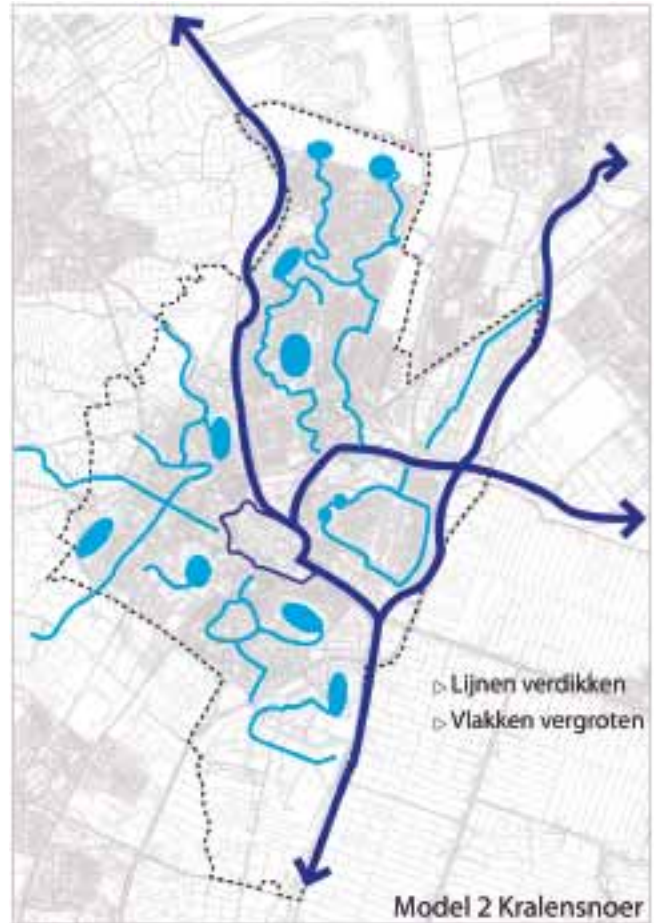 ▷ Lijnen verdikken
▷ Vlakken vergroten
Model 2 Kralensnoer